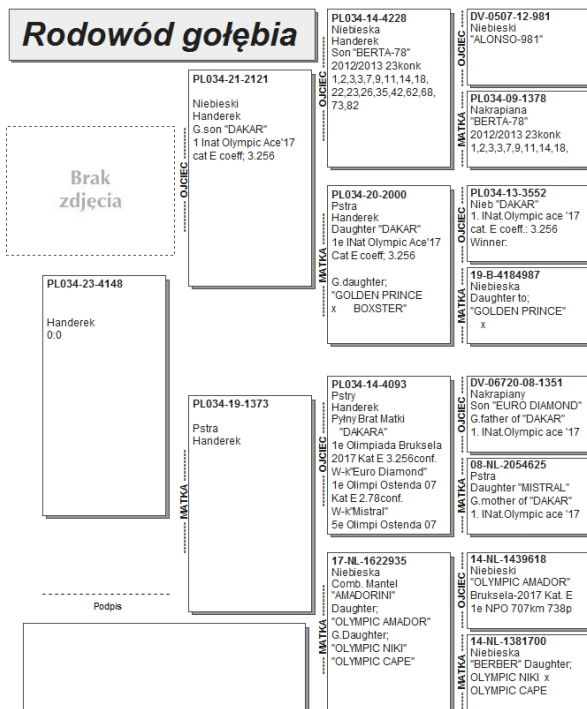 Rodowód gołębia
Brak
zdjęcia
PL034-23-4148
Handerek
0:0
Podpis
OJCIEC
PL034-21-2121
Niebieski
Handerek
G.son "DAKAR"
1 Inat Olympic Ace'17
cat E coeff; 3.256
MATKA
PL034-19-1373
Pstra
Handerek
OJCIEC
PL034-14-4228
Niebieska
Handerek
Son "BERTA-78"
2012/2013 23konk
1,2,3,3,7,9,11,14,18,
22,23,26,35,42,62,68,
73,82
MATKA
PL034-20-2000
Pstra
Handerek
Daughter "DAKAR"
1e INat Olympic Ace'17
Cat E coeff; 3.256
G.daughter;
"GOLDEN PRINCE
x BOXSTER"
OJCIEC
PL034-14-4093
Pstry
Handerek
Pyłny Brat Matki
"DAKARA"
1e Olimpiada Bruksela
2017 Kat E 3.256conf.
W-k"Euro Diamond"
1e Olimpi Ostenda 07
Kat E 2.78conf.
W-k"Mistral"
5e Olimpi Ostenda 07
MATKA
17-NL-1622935
Niebieska
Comb. Mantel
"AMADORINI"
Daughter;
"OLYMPIC AMADOR"
G.Daughter;
"OLYMPIC NIKI"
"OLYMPIC CAPE"
OJCIEC
DV-0507-12-981
Niebieski
"ALONSO-981"
MATKA
PL034-09-1378
Nakrapiana
"BERTA-78"
2012/2013 23konk
1,2,3,3,7,9,11,14,18,
OJCIEC
PL034-13-3552
Nieb "DAKAR"
1. INat.Olympic ace '17
cat. E coeff.: 3.256
Winner:
MATKA
19-B-4184987
Niebieska
Daughter to;
"GOLDEN PRINCE"
x
OJCIEC
DV-06720-08-1351
Nakrapiany
Son "EURO DIAMOND"
G.father of "DAKAR"
1. INat.Olympic ace '17
MATKA
08-NL-2054625
Pstra
Daughter "MISTRAL"
G.mother of "DAKAR"
1. INat.Olympic ace '17
OJCIEC
14-NL-1439618
Niebieski
"OLYMPIC AMADOR"
Bruksela-2017 Kat. E
1e NPO 707km 738p
MATKA
14-NL-1381700
Niebieska
"BERBER" Daughter;
OLYMPIC NIKI x
OLYMPIC CAPE